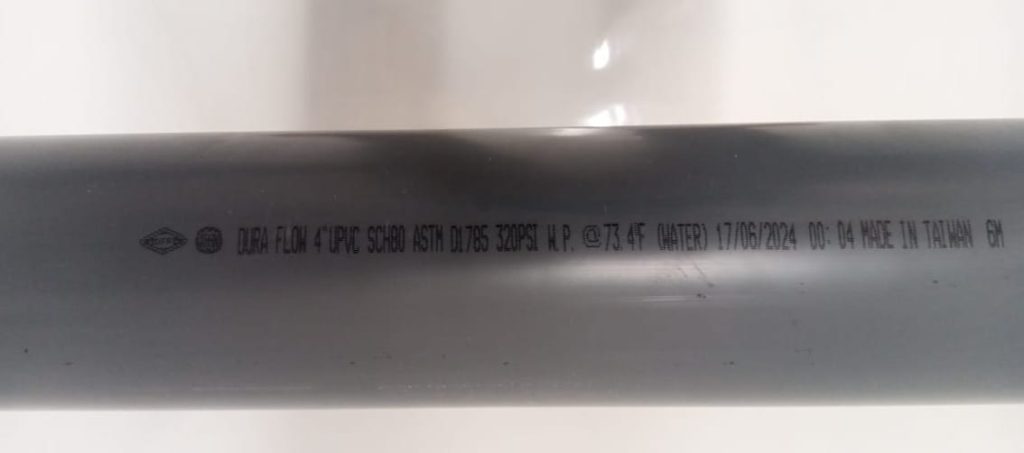 DURA FLOW 4"UPVC SCH80 ASTM D1785 320PSI W.P. @73.4°F (WATER) 17/06/2024 00:04 MADE IN TAIWAN 6M